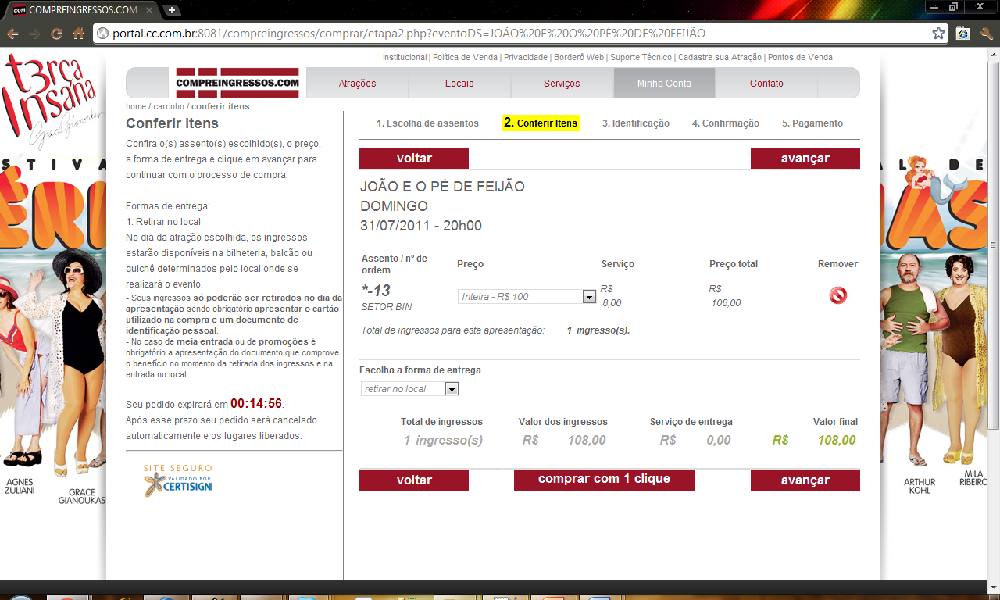 COMPREINGRESSOS.COM
portal.cc.com.br:8081/compreingressos/comprar/etapa2.php?eventoDS=JOÃO%20E%20O%20PÉ%20DE%20FEIJÃO
Institucional | Política de Venda | Privacidade | Borderô Web | Suporte Técnico | Cadastre sua Atração | Pontos de Venda
COMPREINGRESSOS.COM
Atrações Locais Serviços Minha Conta Contato
home / carrinho / conferir itens
Conferir itens
Confira o(s) assento(s) escolhido(s), o preço,
a forma de entrega e clique em avançar para
continuar com o processo de compra.
Formas de entrega:
1. Retirar no local
No dia da atração escolhida, os ingressos
estarão disponíveis na bilheteria, balcão ou
guichê determinados pelo local onde se
realizará o evento.
- Seus ingressos só poderão ser retirados no dia da
apresentação sendo obrigatório apresentar o cartão
utilizado na compra e um documento de
identificação pessoal.
- No caso de meia entrada ou de promoções é
obrigatório a apresentação do documento que comprove
o benefício no momento da retirada dos ingressos e na
entrada no local.
Seu pedido expirará em 00:14:56.
Após esse prazo seu pedido será cancelado
automaticamente e os lugares liberados.
SITE SEGURO
VALIDADO POR
CERTISIGN
1. Escolha de assentos 2. Conferir Itens 3. Identificação 4. Confirmação 5. Pagamento
voltar avançar
JOÃO E O PÉ DE FEIJÃO
DOMINGO
31/07/2011 - 20h00
Assento / nº de
ordem
Preço Serviço Preço total Remover
*-13
SETOR BIN
Inteira - R$ 100
R$
8,00
R$
108,00
Total de ingressos para esta apresentação: 1 ingresso(s).
Escolha a forma de entrega
retirar no local
Total de ingressos Valor dos ingressos Serviço de entrega Valor final
1 ingresso(s) R$ 108,00 R$ 0,00 R$ 108,00
voltar comprar com 1 clique avançar
t3rça
Insana
Grace Gianoukas
STIVA
ÉRI
AGNES
ZULIANI
GRACE
GIANOUKAS
AL DE
AS
ARTHUR
KOHL
MILA
RIBEIRO